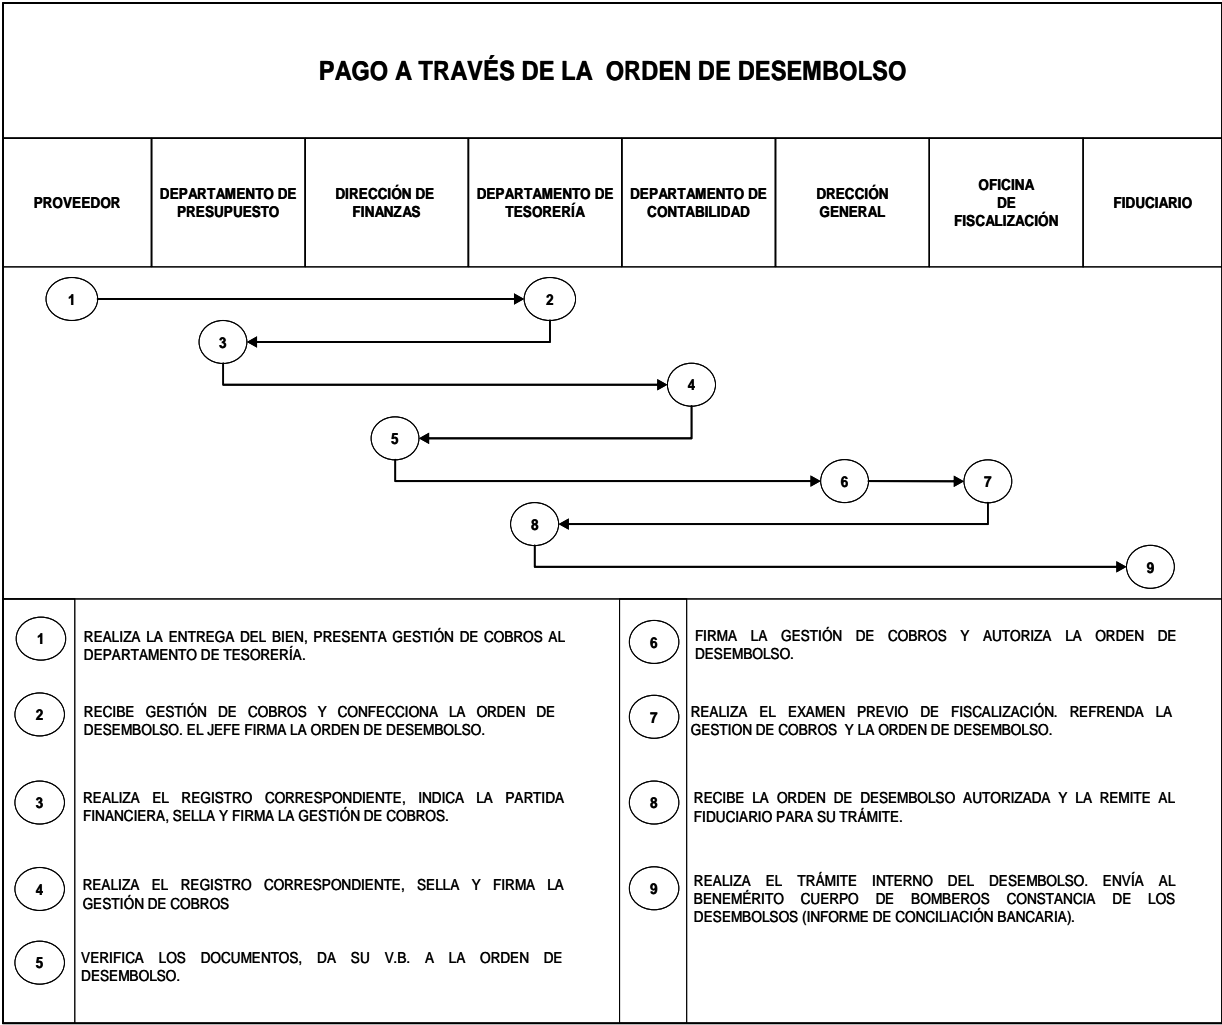 PAGO A TRAVÉS DE LA ORDEN DE DESEMBOLSO
PROVEEDOR
DEPARTAMENTO DE
PRESUPUESTO
DIRECCIÓN DE
FINANZAS
DEPARTAMENTO DE
TESORERÍA
DEPARTAMENTO DE
CONTABILIDAD
DRECCIÓN
GENERAL
OFICINA
DE
FISCALIZACIÓN
FIDUCIARIO
1
2
3
4
5
6
7
8
9
1
REALIZA LA ENTREGA DEL BIEN, PRESENTA GESTIÓN DE COBROS AL
DEPARTAMENTO DE TESORERÍA.
2
RECIBE GESTIÓN DE COBROS Y CONFECCIONA LA ORDEN DE
DESEMBOLSO. EL JEFE FIRMA LA ORDEN DE DESEMBOLSO.
3
REALIZA EL REGISTRO CORRESPONDIENTE, INDICA LA PARTIDA
FINANCIERA, SELLA Y FIRMA LA GESTIÓN DE COBROS.
4
REALIZA EL REGISTRO CORRESPONDIENTE, SELLA Y FIRMA LA
GESTIÓN DE COBROS
5
VERIFICA LOS DOCUMENTOS, DA SU V.B. A LA ORDEN DE
DESEMBOLSO.
6
FIRMA LA GESTIÓN DE COBROS Y AUTORIZA LA ORDEN DE
DESEMBOLSO.
7
REALIZA EL EXAMEN PREVIO DE FISCALIZACIÓN. REFRENDA LA
GESTION DE COBROS Y LA ORDEN DE DESEMBOLSO.
8
RECIBE LA ORDEN DE DESEMBOLSO AUTORIZADA Y LA REMITE AL
FIDUCIARIO PARA SU TRÁMITE.
9
REALIZA EL TRÁMITE INTERNO DEL DESEMBOLSO. ENVÍA AL
BENEMÉRITO CUERPO DE BOMBEROS CONSTANCIA DE LOS
DESEMBOLSOS (INFORME DE CONCILIACIÓN BANCARIA).